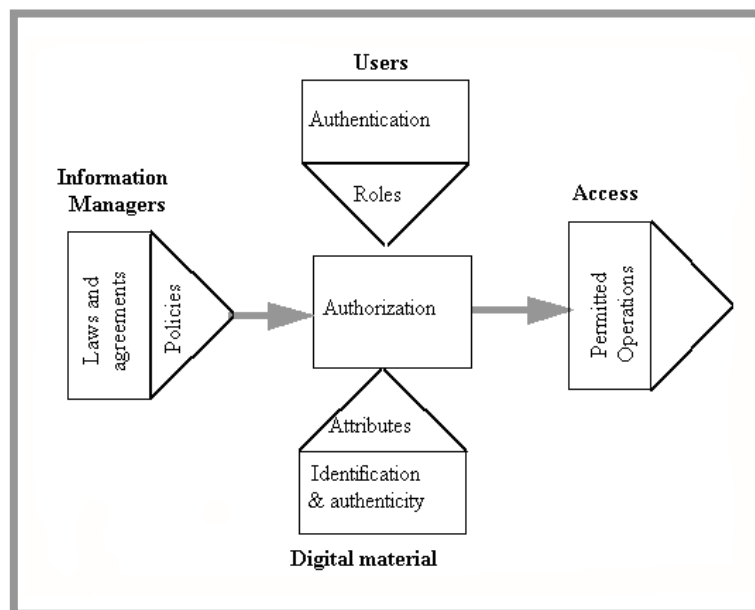 Users
Authentication
Roles
Information
Managers
Laws and
agreements
Policies
Authorization
Access
Permitted
Operations
Attributes
Identification
& authenticity
Digital material